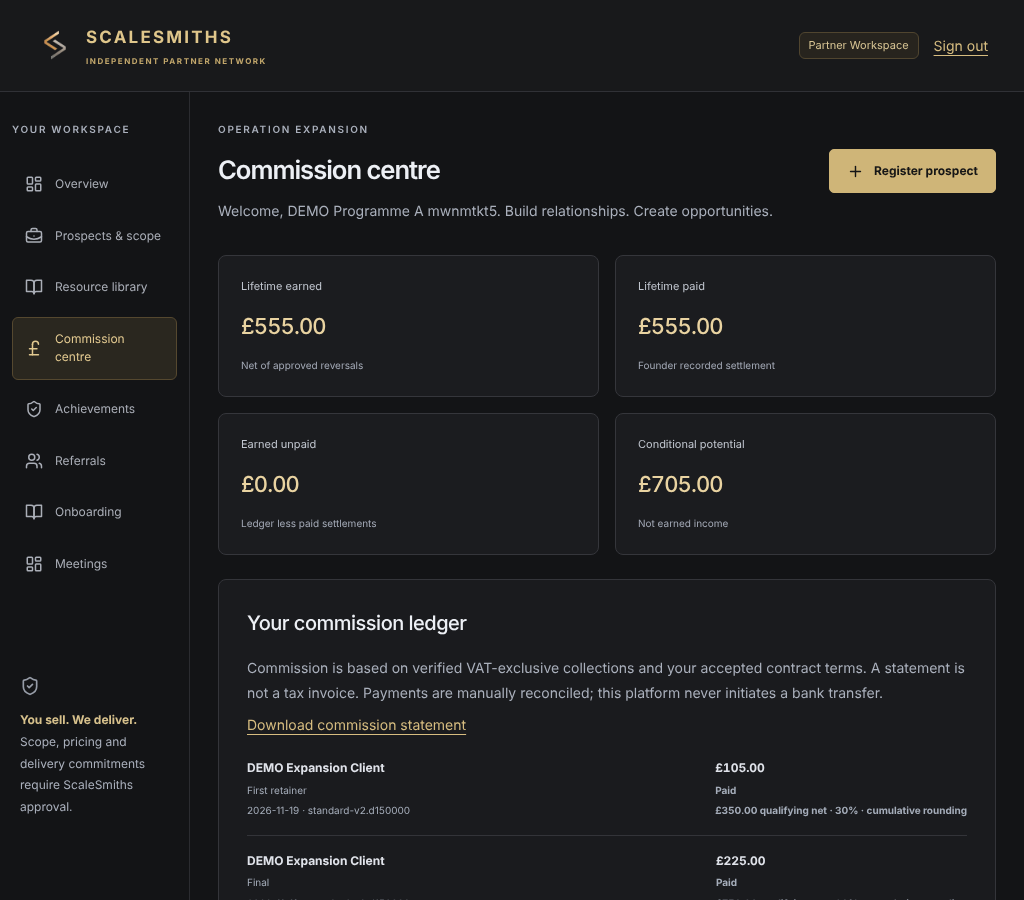 SCALESMITHS
INDEPENDENT PARTNER NETWORK
Partner Workspace
Sign out
YOUR WORKSPACE
Overview
Prospects & scope
Resource library
£
Commission
centre
Achievements
Referrals
Onboarding
Meetings
You sell. We deliver.
Scope, pricing and
delivery commitments
require ScaleSmiths
approval.
OPERATION EXPANSION
Commission centre
Register prospect
Welcome, DEMO Programme A mwnmtkt5. Build relationships. Create opportunities.
Lifetime earned
£555.00
Net of approved reversals
Lifetime paid
£555.00
Founder recorded settlement
Earned unpaid
£0.00
Ledger less paid settlements
Conditional potential
£705.00
Not earned income
Your commission ledger
Commission is based on verified VAT-exclusive collections and your accepted contract terms. A statement is
not a tax invoice. Payments are manually reconciled; this platform never initiates a bank transfer.
Download commission statement
DEMO Expansion Client
£105.00
First retainer
Paid
2026-11-19 · standard-v2.d150000
£350.00 qualifying net · 30% · cumulative rounding
DEMO Expansion Client
£225.00
Final
Paid